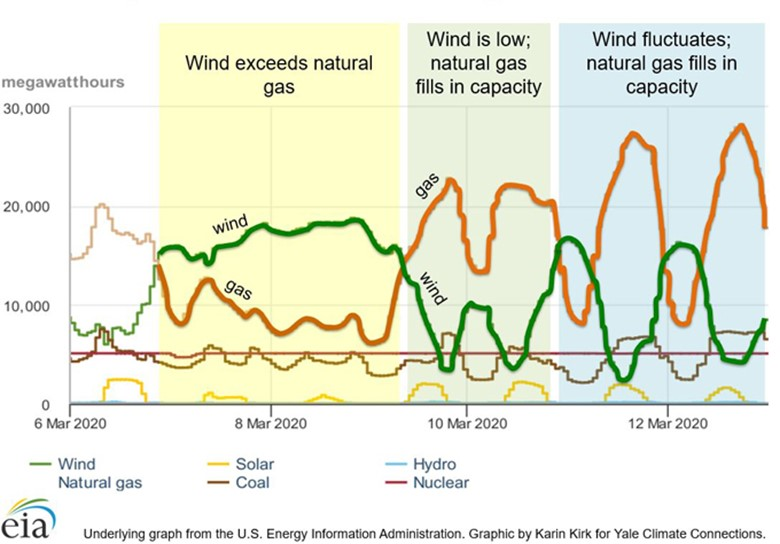 Wind exceeds natural
gas
Wind is low;
natural gas
fills in capacity
Wind fluctuates;
natural gas fills in
capacity
megawatthours
30,000
20,000
10,000
0
wind
gas
gas
wind
6 Mar 2020
8 Mar 2020
10 Mar 2020
12 Mar 2020
Wind
Solar
Hydro
Natural gas
Coal
Nuclear
eia
Underlying graph from the U.S. Energy Information Administration. Graphic by Karin Kirk for Yale Climate Connections.